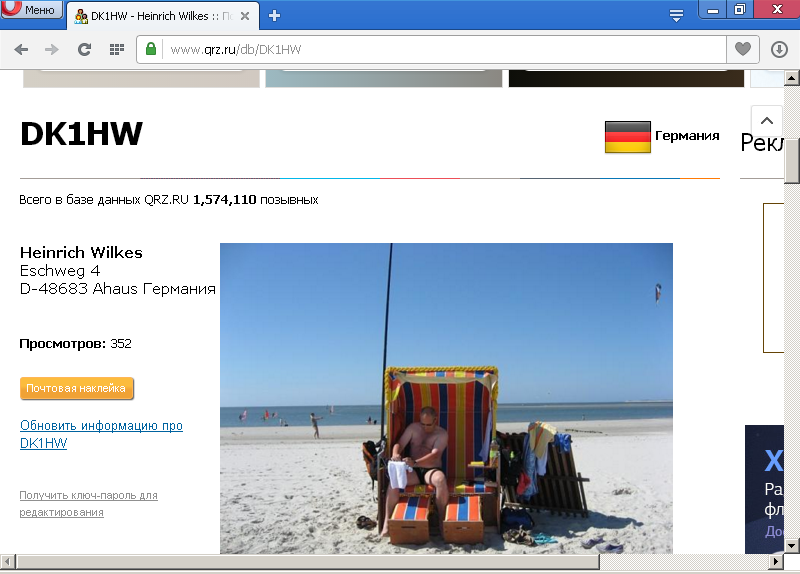 Меню
DK1HW - Heinrich Wilkes :: П
www.qrz.ru/db/DK1HW
DK1HW
Германия
Рекл
Всего в базе данных QRZ.RU 1,574,110 позывных
Heinrich Wilkes
Eschweg 4
D-48683 Ahaus Германия
Просмотров: 352
Почтовая наклейка
Обновить информацию про
DK1HW
Получить ключ-пароль для
редактирования
X
Ра
фл
До